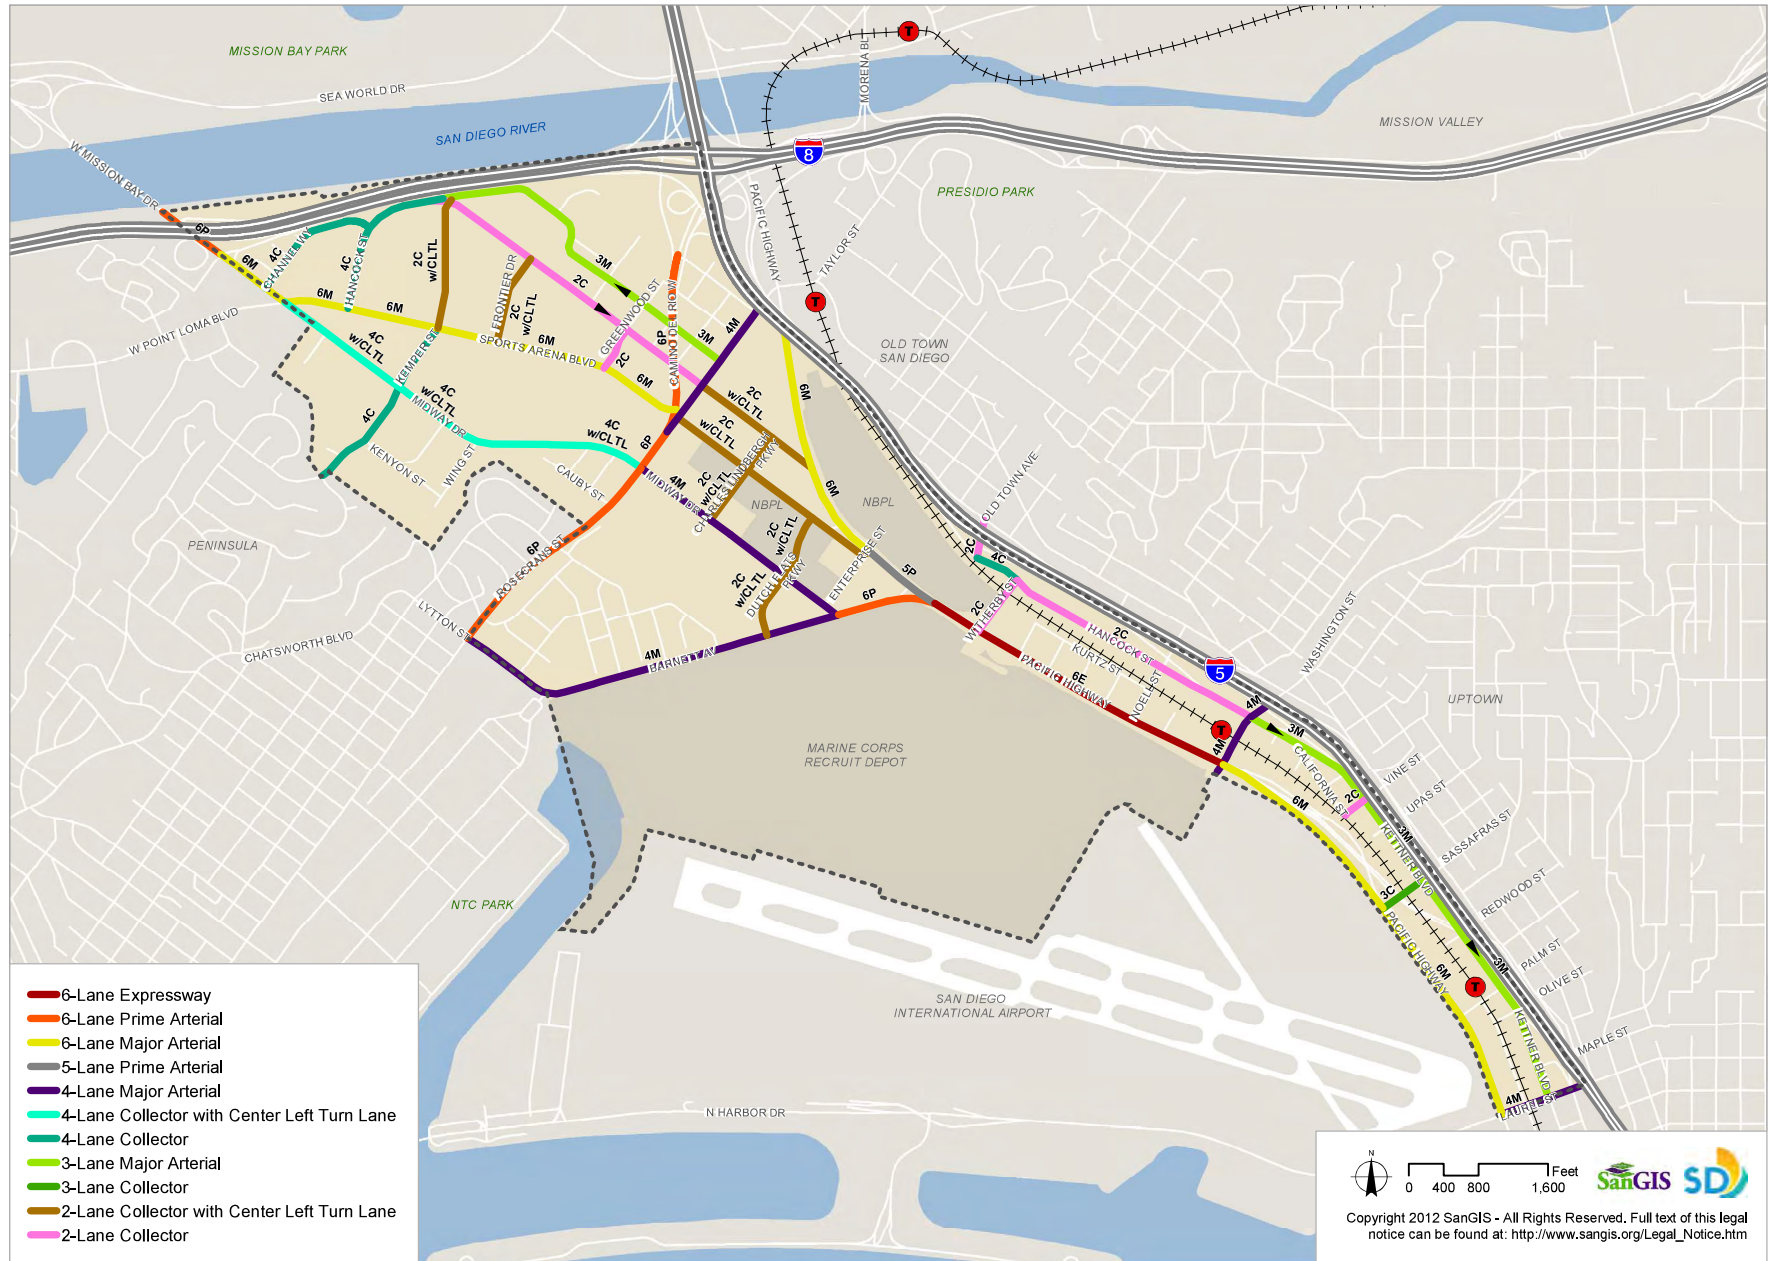 MISSION BAY PARK
SEA WORLD DR
SAN DIEGO RIVER
W MISSION BAY DR
MORENA BL
T
8
MISSION VALLEY
PRESIDIO PARK
PACIFIC HIGHWAY
TAYLOR ST
T
OLD TOWN
SAN DIEGO
6P
6M
4C
CHANNEL WY
4C
HANCOCK ST
2C
w/CLTL
FRONTIER DR
2C
w/CLTL
2C
3M
GREENWOOD ST
3M
4M
6P
CAMINO DEL RIO W
6M
6M
6M
SPORTS ARENA BLVD
2C
6M
6M
W POINT LOMA BLVD
4C
w/CLTL
KEMPER ST
4C
w/CLTL
MIDWAY DR
4C
KENYON ST
WING ST
CAUBY ST
4C
w/CLTL
6P
2C
w/CLTL
2C
w/CLTL
4M
MIDWAY DR
2C
w/CLTL
CHARLES LINDBERGH
PKWY
NBPL
6M
NBPL
2C
w/CLTL
2C
w/CLTL
DUTCH FLATS
PKWY
ENTERPRISE ST
5P
6P
PENINSULA
6P
ROSECRANS ST
LYTTON ST
CHATSWORTH BLVD
4M
BARNETT AV
OLD TOWN AVE
2C
4C
2C
WITHERBY ST
2C
HANCOCK ST
KURTZ ST
6E
PACIFIC HIGHWAY
NOELL ST
5
WASHINGTON ST
UPTOWN
T
4M
4M
3M
CALIFORNIA ST
6M
2C
VINE ST
UPAS ST
SASSAFRAS ST
3M
KETTNER BLVD
3C
REDWOOD ST
PACIFIC HIGHWAY
6M
3M
PALM ST
OLIVE ST
T
KETTNER BLVD
MAPLE ST
4M
LAUREL ST
MARINE CORPS
RECRUIT DEPOT
NTC PARK
SAN DIEGO
INTERNATIONAL AIRPORT
N HARBOR DR
6-Lane Expressway
6-Lane Prime Arterial
6-Lane Major Arterial
5-Lane Prime Arterial
4-Lane Major Arterial
4-Lane Collector with Center Left Turn Lane
4-Lane Collector
3-Lane Major Arterial
3-Lane Collector
2-Lane Collector with Center Left Turn Lane
2-Lane Collector
N
Feet
0 400 800 1,600
SanGIS
SD
Copyright 2012 SanGIS - All Rights Reserved. Full text of this legal
notice can be found at: http://www.sangis.org/Legal_Notice.htm